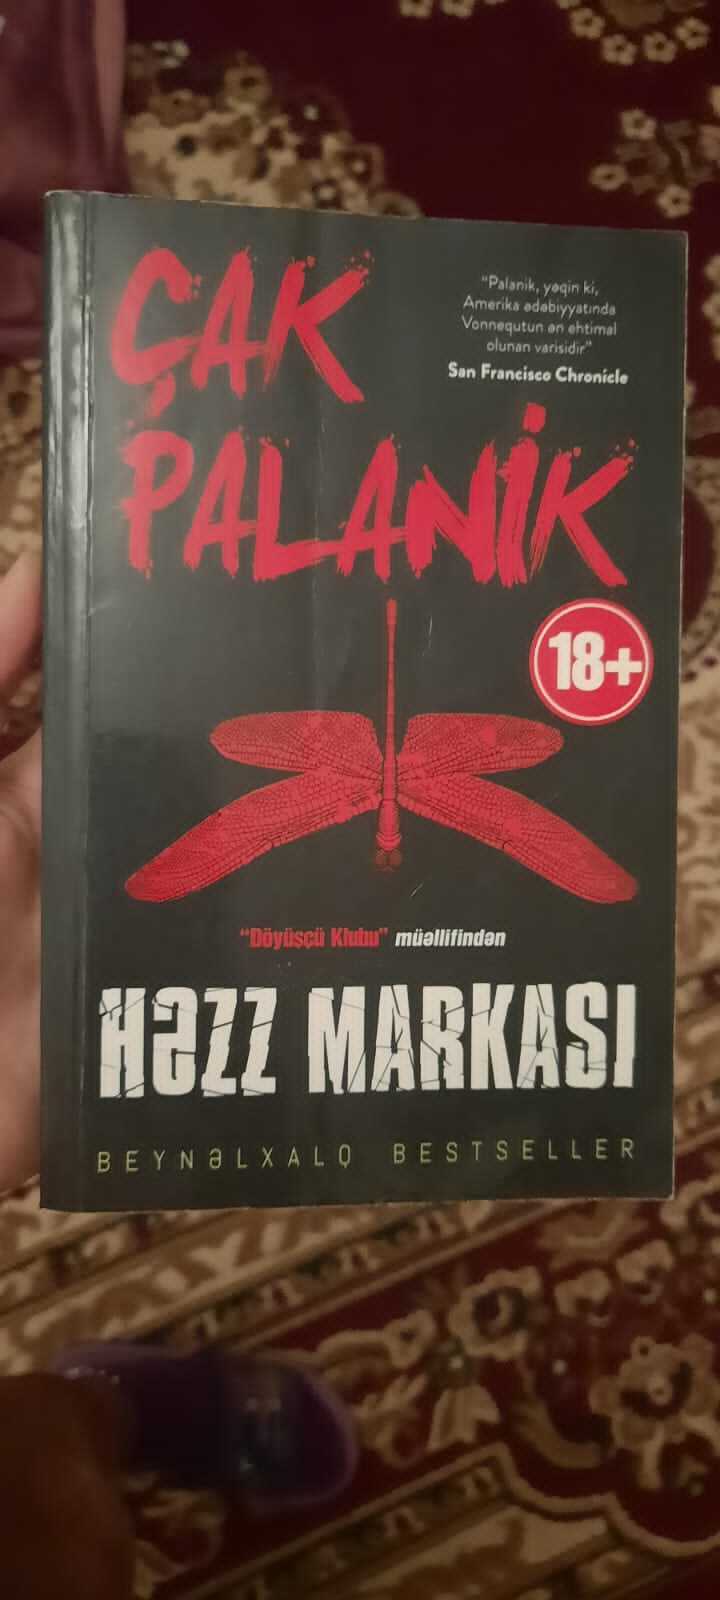 ÇAK
PALANİK
"Palanik, yəqin ki,
Amerika ədəbiyyatında
Vonnequtun ən ehtimal
olunan varisidir"
San Francisco Chronicle
18+
"Döyüşçü Klubu" müəllifindən
HƏZZ MARKASI
BEYNƏLXALQ BESTSELLER